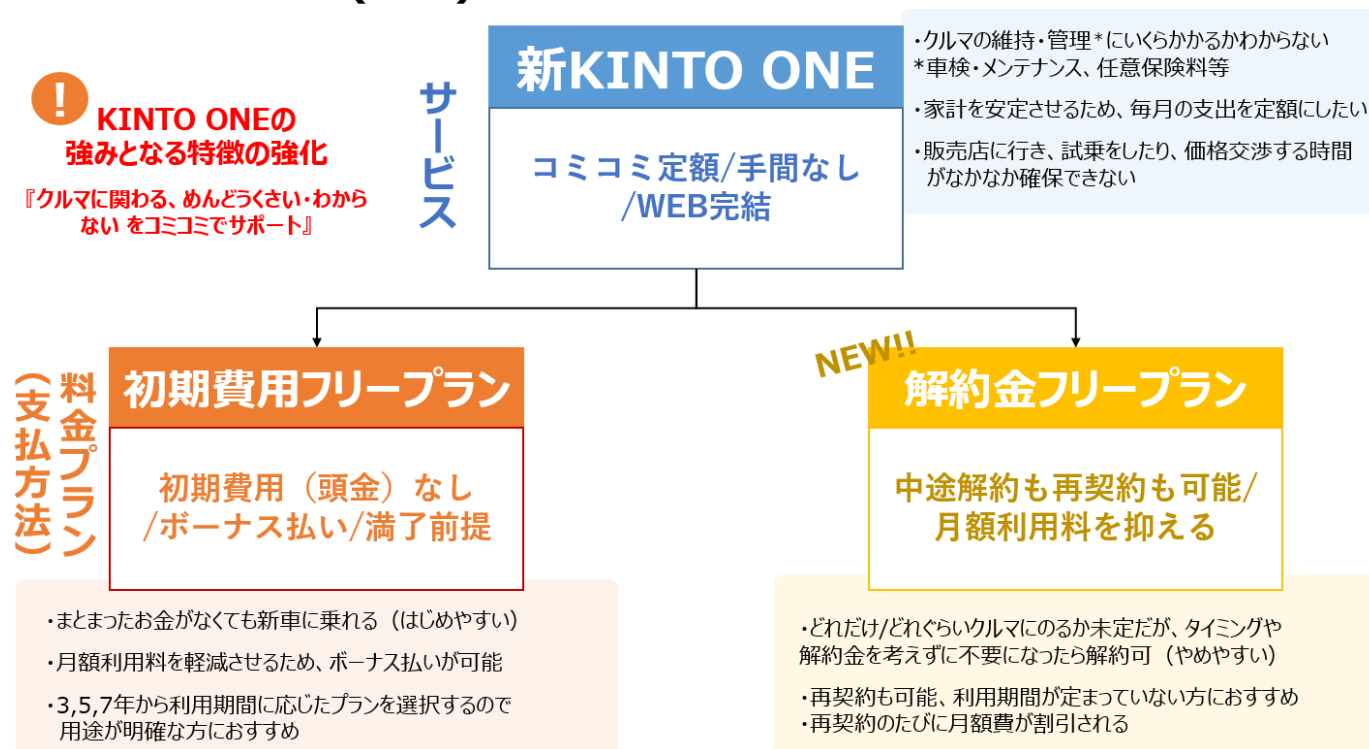 新KINTO ONE
サービス
コミコミ定額/手間なし
/WEB完結
・クルマの維持・管理*にいくらかかるかわからない
*車検・メンテナンス、任意保険料等
・家計を安定させるため、毎月の支出を定額にしたい
・販売店に行き、試乗をしたり、価格交渉する時間
がなかなか確保できない
!
KINTO ONEの
強みとなる特徴の強化
『クルマに関わる、めんどうくさい・わから
ない をコミコミでサポート』
料金プラン
（支払方法）
初期費用フリープラン
初期費用（頭金）なし
/ボーナス払い/満了前提
・まとまったお金がなくても新車に乗れる（はじめやすい）
・月額利用料を軽減させるため、ボーナス払いが可能
・3,5,7年から利用期間に応じたプランを選択するので
用途が明確な方におすすめ
NEW!!
解約金フリープラン
中途解約も再契約も可能/
月額利用料を抑える
・どれだけ/どれぐらいクルマにのるか未定だが、タイミングや
解約金を考えずに不要になったら解約可（やめやすい）
・再契約も可能、利用期間が定まっていない方におすすめ
・再契約のたびに月額費が割引される